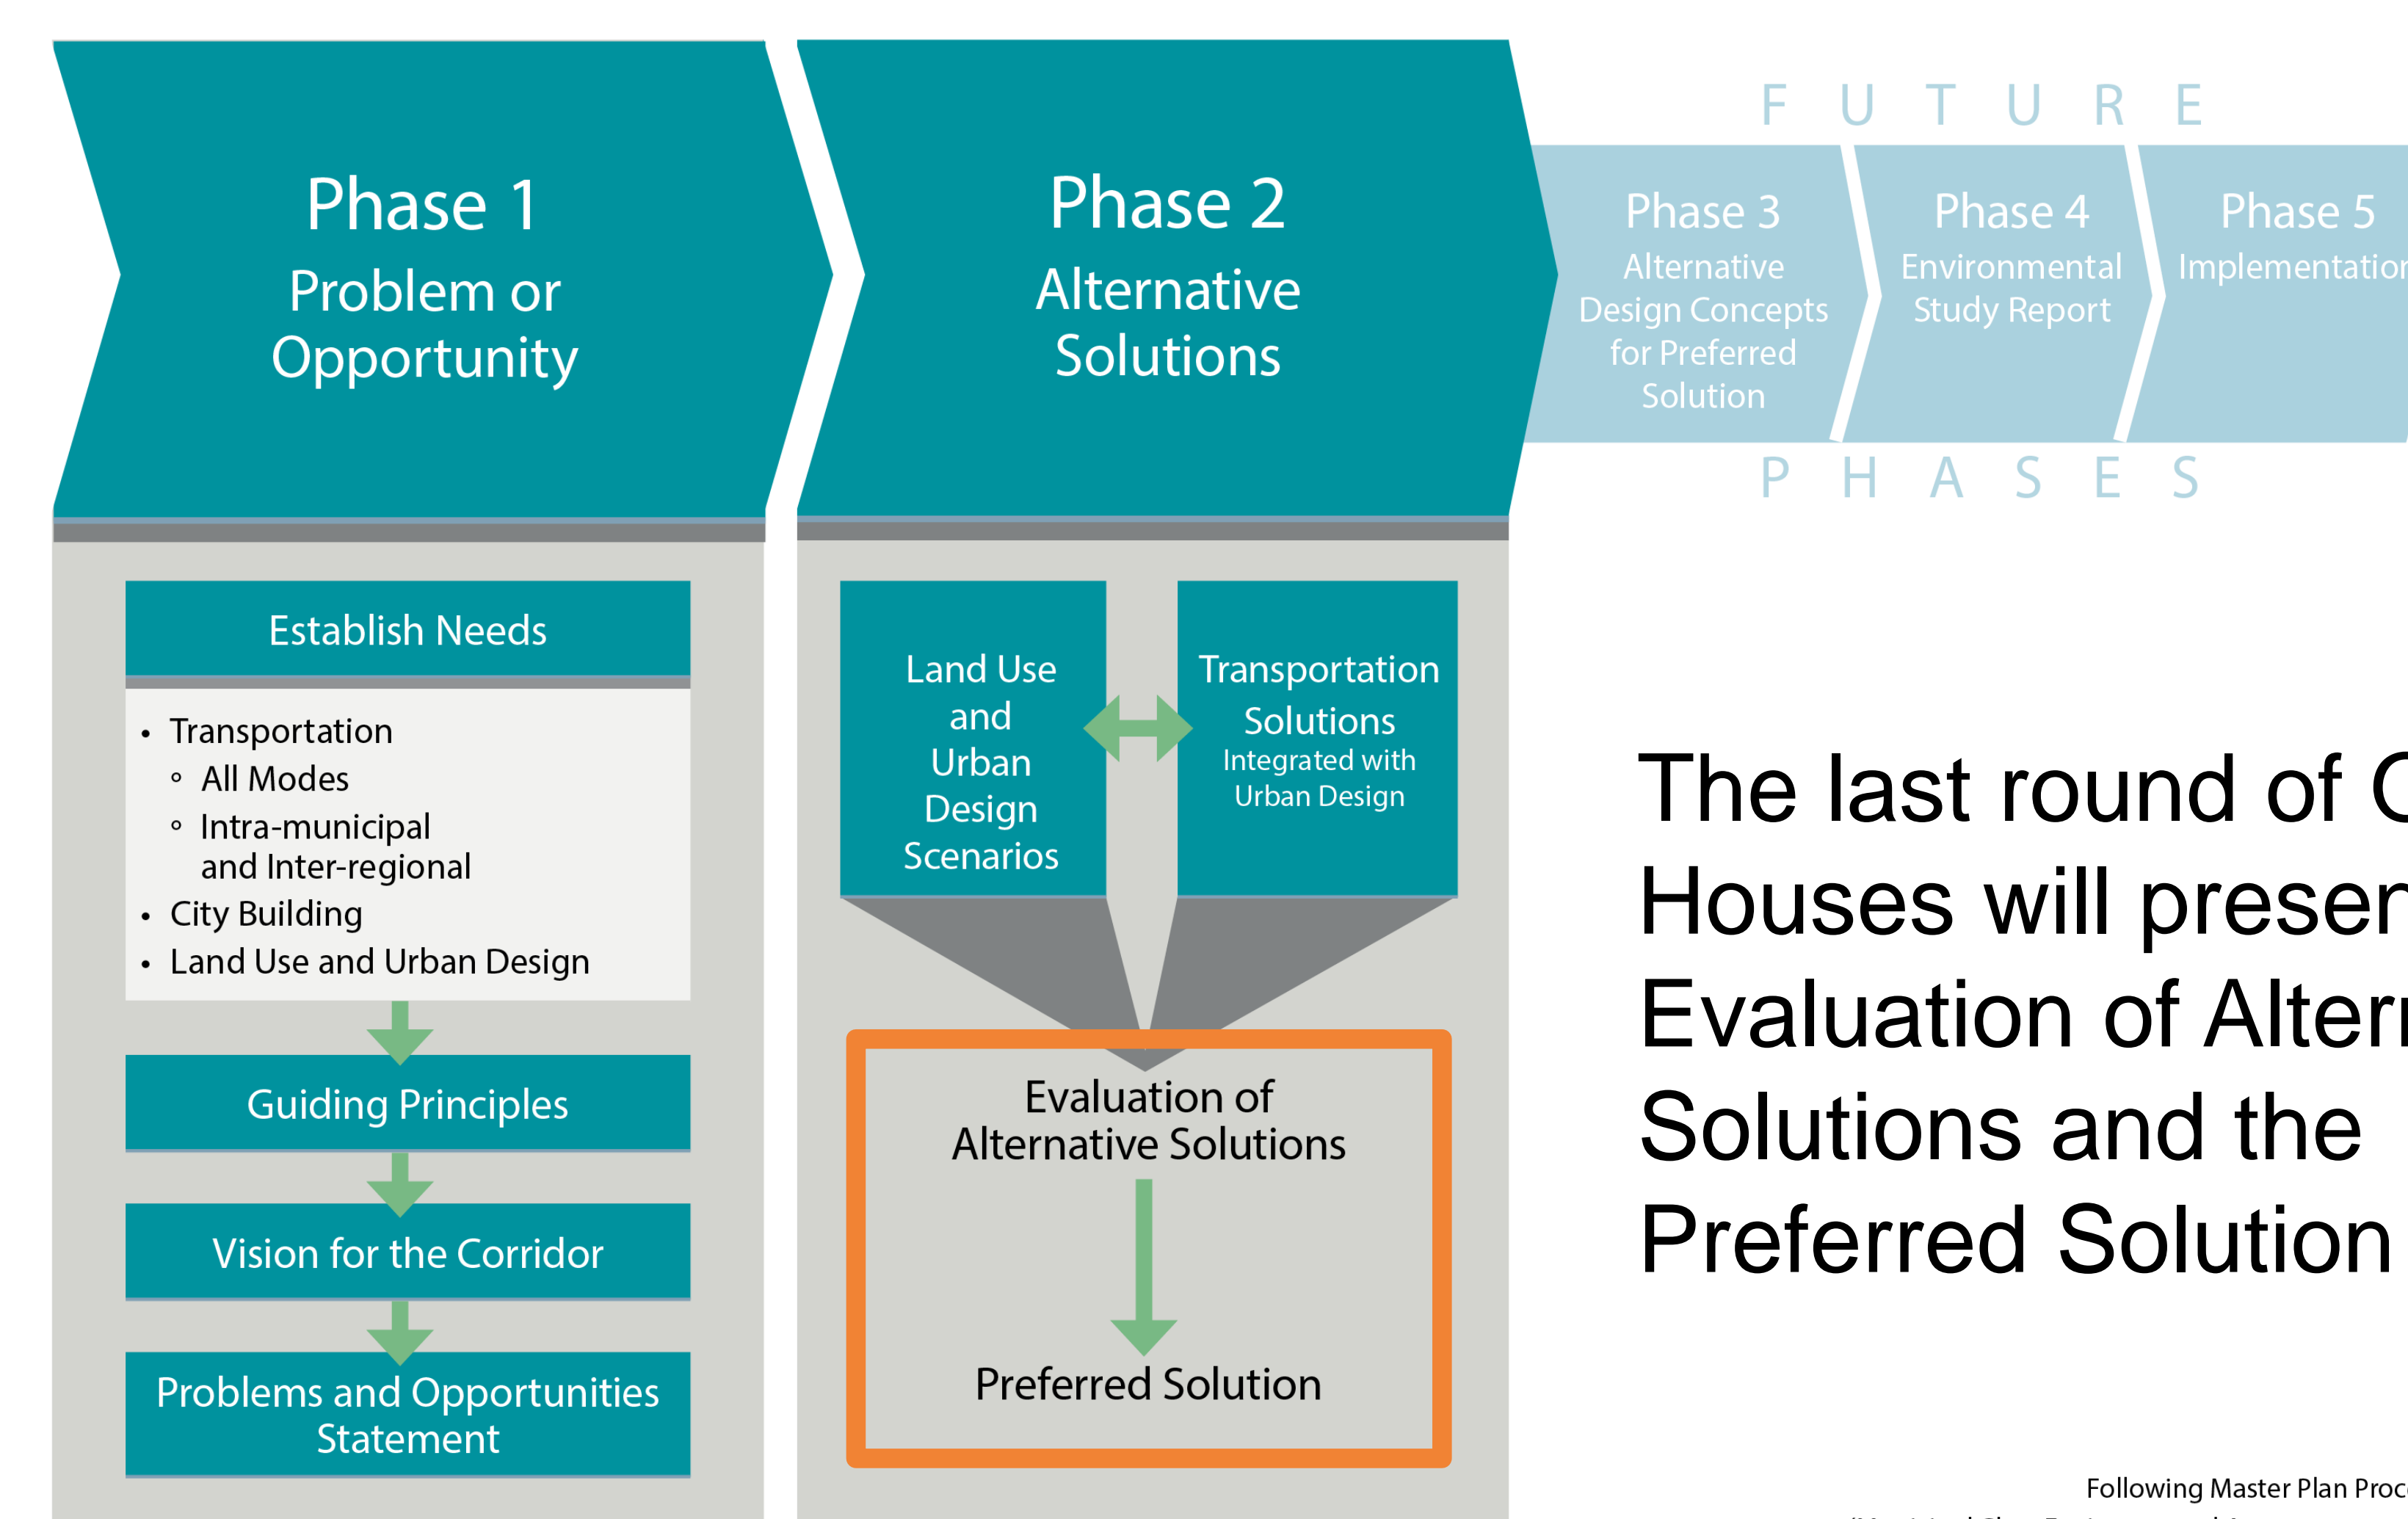 Phase 1
Problem or
Opportunity
Phase 2
Alternative
Solutions
FUTURE
Phase 3
Alternative
Design Concepts
for Preferred
Solution
Phase 4
Environmental
Study Report
Phase 5
PHASES
Establish Needs
• Transportation
° All Modes
° Intra-municipal
and Inter-regional
• City Building
• Land Use and Urban Design
Guiding Principles
Vision for the Corridor
Problems and Opportunities
Statement
Land Use
and
Urban
Design
Scenarios
Transportation
Solutions
Integrated with
Urban Design
Evaluation of
Alternative Solutions
Preferred Solution
The last round of
Houses will
Evaluation of
Solutions and the
Preferred Solution
Following Master Plan